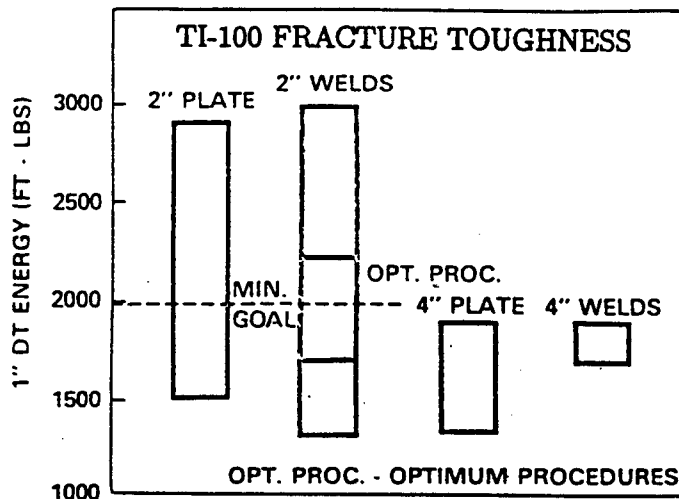 TI-100 FRACTURE TOUGHNESS
1" DT ENERGY (FT - LBS)
3000
2500
2000
1500
1000
2" PLATE
2" WELDS
OPT. PROC.
MIN.
GOAL
4" PLATE
4" WELDS
OPT. PROC. - OPTIMUM PROCEDURES